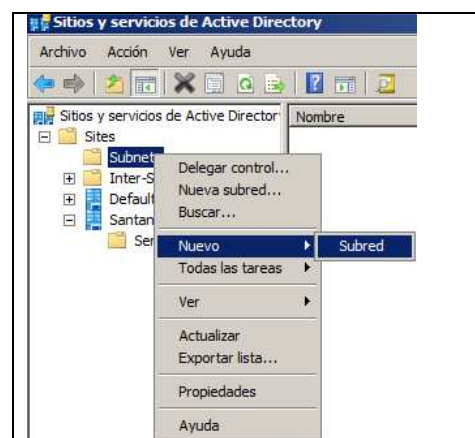 Sitios y servicios de Active Directory
Archivo Acción Ver Ayuda
Sitios y servicios de Active Director
Nombre
Sites
Subnet
Inter-S
Default
Santan
Ser
Delegar control...
Nueva subred...
Buscar...
Nuevo
Subred
Todas las tareas
Ver
Actualizar
Exportar lista...
Propiedades
Ayuda